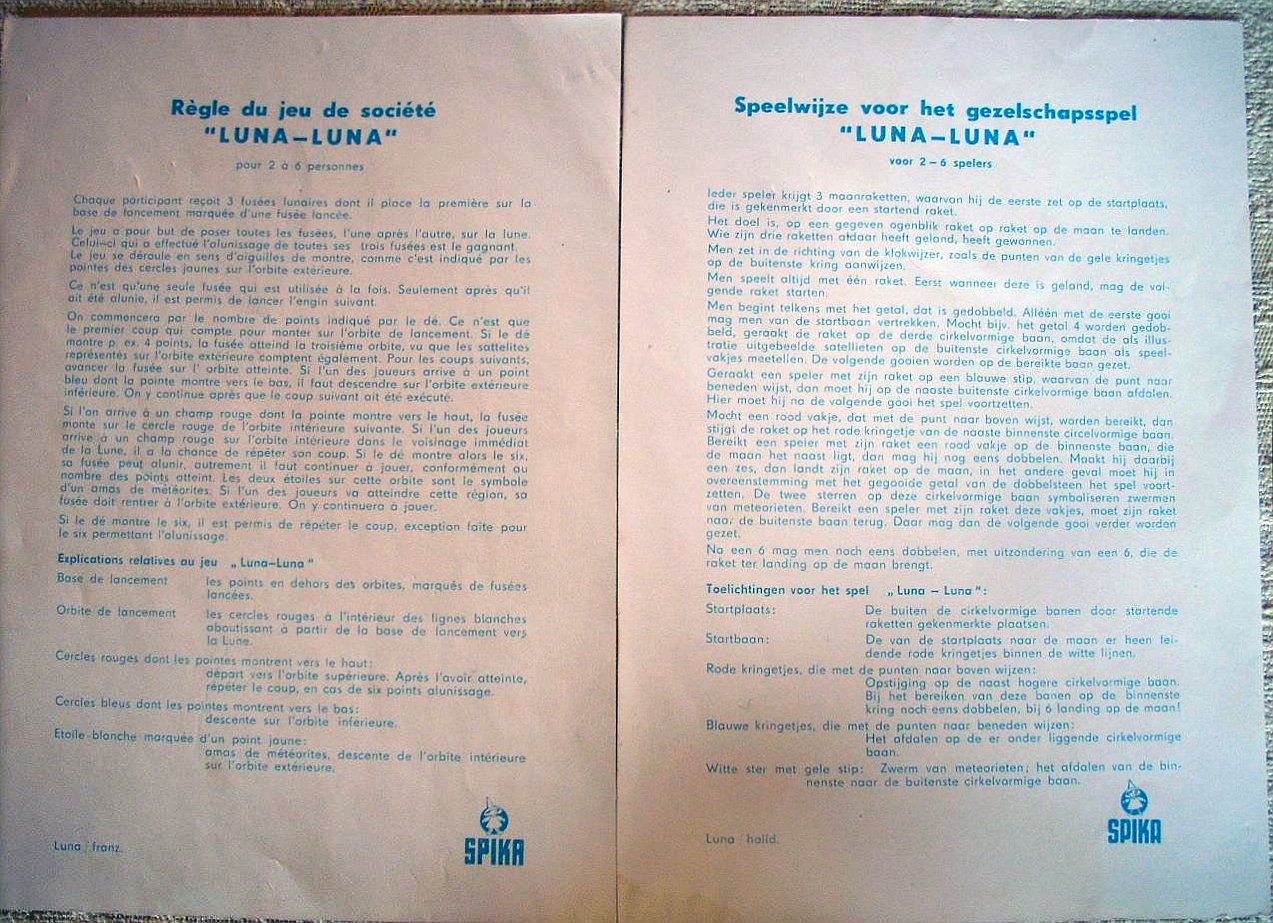 Règle du jeu de société
"LUNA–LUNA"
pour 2 à 6 personnes
Chaque participant reçoit 3 fusées lunaires dont il place la première sur la
base de lancement marquée d'une fusée lancée.
Le jeu a pour but de poser toutes les fusées, l'une après l'autre, sur la lune.
Celui–ci qui a effectué l'alunissage de toutes ses trois fusées est le gagnant.
Le jeu se déroule en sens d'aiguilles de montre, comme c'est indiqué par les
pointes des cercles jaunes sur l'orbite extérieure.
Ce n'est qu'une seule fusée qui est utilisée à la fois. Seulement après qu'il
ait été alunie, il est permis de lancer l'engin suivant.
On commencera par le nombre de points indiqué par le dé. Ce n'est que
le premier coup qui compte pour monter sur l'orbite de lancement. Si le dé
montre p. ex. 4 points, la fusée atteind la troisième orbite, vu que les sattelites
représentés sur l'orbite extérieure comptent également. Pour les coups suivants,
avancer la fusée sur l' orbite atteinte. Si l'un des joueurs arrive à un point
bleu dont la pointe montre vers le bas, il faut descendre sur l'orbite extérieure
intérieure. On y continue après que le coup suivant ait été exécuté.
Si l'on arrive à un champ rouge dont la pointe montre vers le haut, la fusée
monte sur le cercle rouge de l'orbite intérieure suivante. Si l'un des joueurs
arrive à un champ rouge sur l'orbite intérieure dans le voisinage immédiat
de la Lune, il a la chance de répéter son coup. Si le dé montre alors le six,
sa fusée peut alunir, autrement il faut continuer à jouer, conformément au
nombre des points atteint. Les deux étoiles sur cette orbite sont le symbole
d'un amas de météorites. Si l'un des joueurs va atteindre cette région, sa
fusée doit rentrer à l'orbite extérieure. On y continuera à jouer.
Si le dé montre le six, il est permis de répéter le coup, exception faite pour
le six permettant l'alunissage.
Explications relatives au jeu „Luna–Luna"
Base de lancement les points en dehors des orbites, marqués de fusées
lancées.
Orbite de lancement les cercles rouges à l'intérieur des lignes blanches
aboutissant à partir de la base de lancement vers
la Lune.
Cercles rouges dont les pointes montrent vers le haut:
départ vers l'orbite supérieure. Après l'avoir atteinte,
répéter le coup, en cas de six points alunissage.
Cercles bleus dont les pointes montrent vers le bas:
descente sur l'orbite inférieure.
Etoile blanche marquée d'un point jaune:
amas de météorites, descente de l'orbite intérieure
sur l'orbite extérieure.
Luna franz.
SPIKA
Speelwijze voor het gezelschapsspel
"LUNA–LUNA"
voor 2–6 spelers
Ieder speler krijgt 3 maanraketten, waarvan hij de eerste zet op de startplaats,
die is gekenmerkt door een startend raket.
Het doel is, op een gegeven ogenblik raket op raket op de maan te landen.
Wie zijn drie raketten aldaar heeft geland, heeft gewonnen.
Men zet in de richting van de klokwijzer, zoals de punten van de gele kringetjes
op de buitenste kring aanwijzen.
Men speelt altijd met één raket. Eerst wanneer deze is geland, mag de vol-
gende raket starten.
Men begint telkens met het getal, dat is gedobbeld. Alléén met de eerste gooi
mag men van de startbaan vertrekken. Mocht bijv. het getal 4 worden gedob-
beld, geraakt de raket op de derde cirkelvormige baan, omdat de als illus-
tratie uitgebeelde satellieten op de buitenste cirkelvormige baan als speel-
vakjes meetellen. De volgende gooien worden op de bereikte baan gezet.
Geraakt een speler met zijn raket op een blauwe stip, waarvan de punt naar
beneden wijst, dan moet hij op de naaste buitenste cirkelvormige baan afdalen.
Hier moet hij na de volgende gooi het spel voortzetten.
Mocht een rood vakje, dat met de punt naar boven wijst, worden bereikt, dan
stijgt de raket op het rode kringetje van de naaste binnenste circelvormige baan.
Bereikt een speler met zijn raket een rood vakje op de binnenste baan, die
de maan het naast ligt, dan mag hij nog eens dobbelen. Maakt hij daarbij
een zes, dan landt zijn raket op de maan, in het andere geval moet hij in
overeenstemming met het gegooide getal van de dobbelsteen het spel voort-
zetten. De twee sterren op deze cirkelvormige baan symboliseren zwermen
van meteorieten. Bereikt een speler met zijn raket deze vakjes, moet zijn raket
naar de buitenste baan terug. Daar mag dan de volgende gooi verder worden
gezet.
Na een 6 mag men noch eens dobbelen, met uitzondering van een 6, die de
raket ter landing op de maan brengt.
Toelichtingen voor het spel „Luna – Luna":
Startplaats: De buiten de cirkelvormige banen door startende
raketten gekenmerkte plaatsen.
Startbaan: De van de startplaats naar de maan er heen lei-
dende rode kringetjes binnen de witte lijnen.
Rode kringetjes, die met de punten naar boven wijzen:
Opstijging op de naast hogere cirkelvormige baan.
Bij het bereiken van deze banen op de binnenste
kring noch eens dobbelen, bij 6 landing op de maan!
Blauwe kringetjes, die met de punten naar beneden wijzen:
Het afdalen op de er onder liggende cirkelvormige
baan.
Witte ster met gele stip: Zwerm van meteorieten; het afdalen van de bin-
nenste naar de buitenste cirkelvormige baan.
Luna holld.
SPIKA